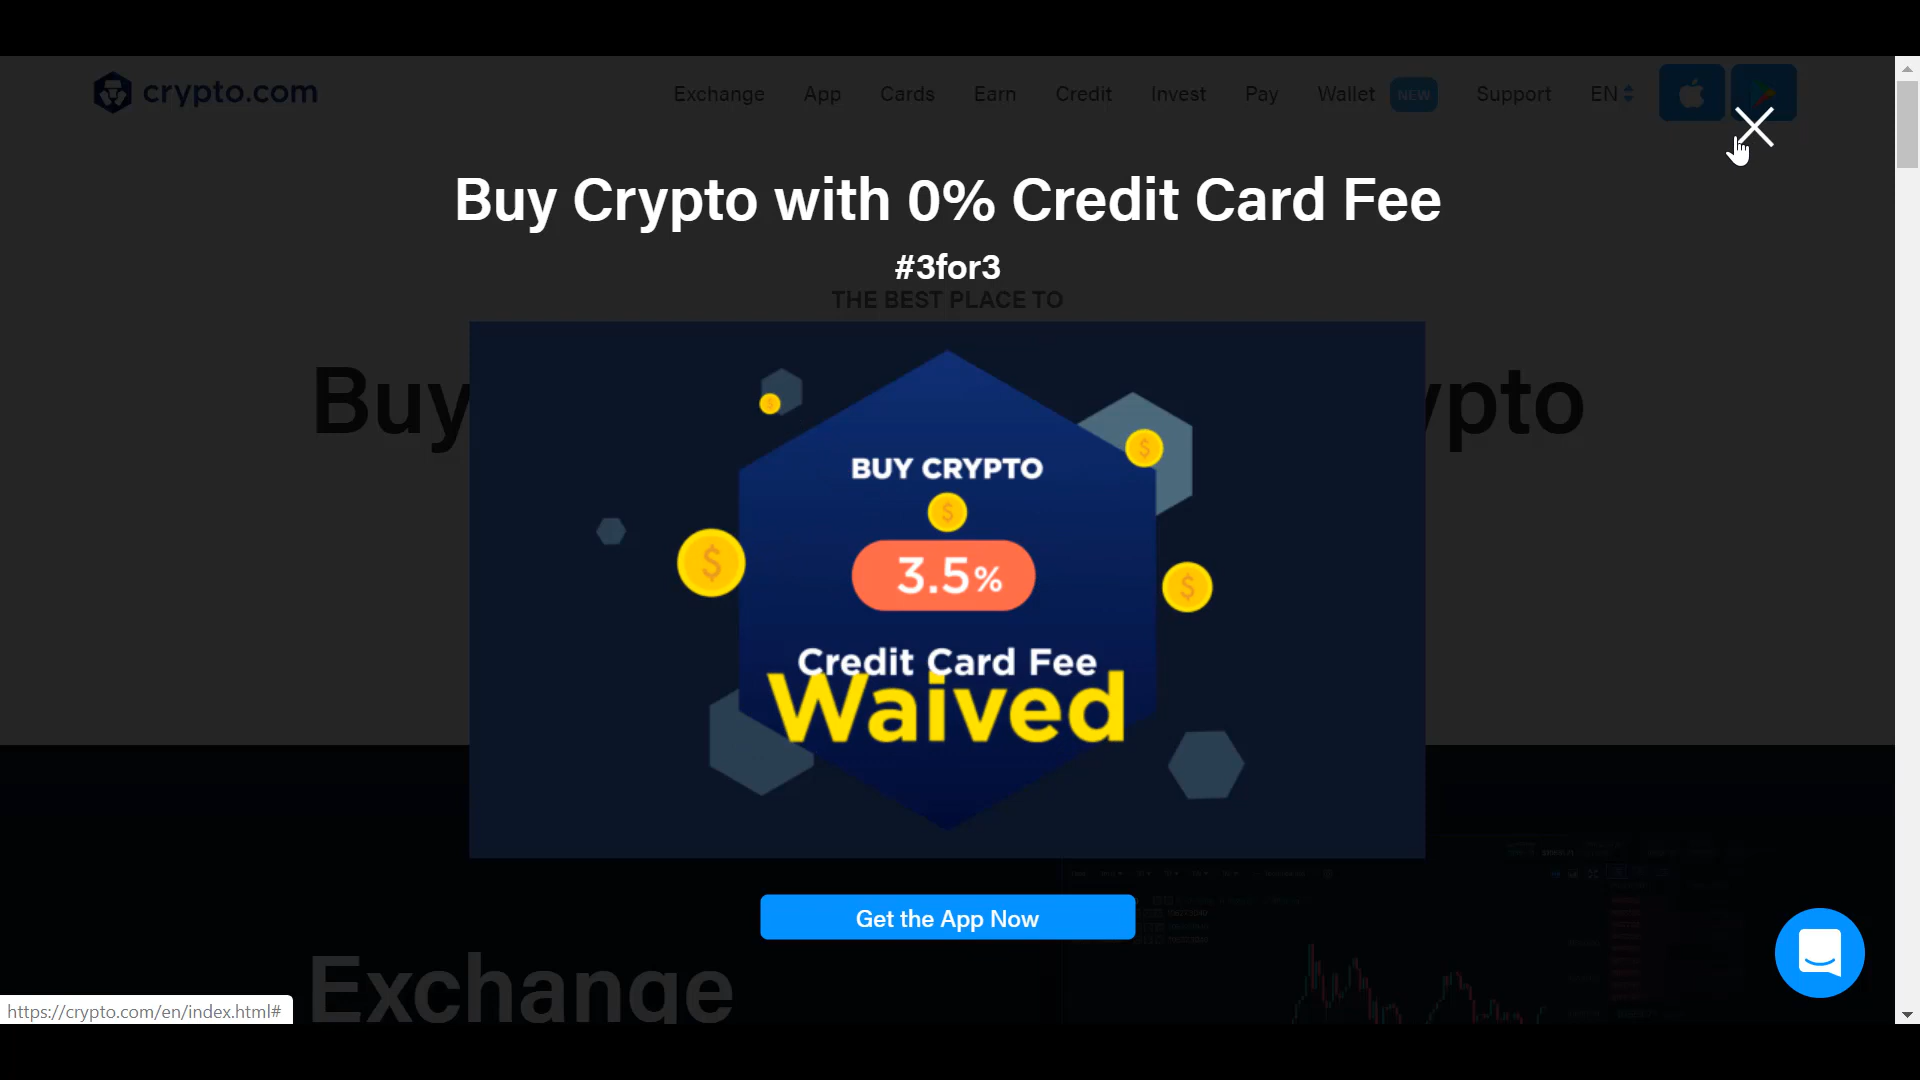 crypto.com
Exchange App Cards Earn Credit Invest Pay Wallet NEW Support EN
Buy Crypto with 0% Credit Card Fee
#3for3
THE BEST PLACE TO
Buy
BUY CRYPTO
3.5%
Credit Card Fee
Waived
Get the App Now
Exchange
https://crypto.com/en/index.html#